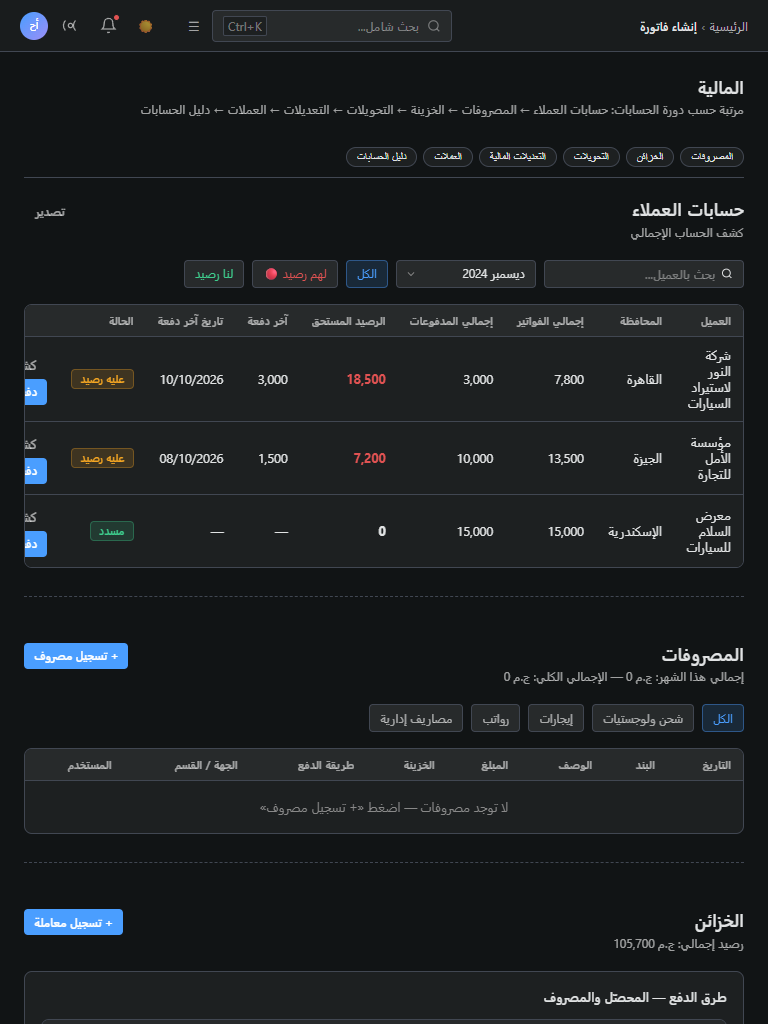 الرئيسية › إنشاء فاتورة
بحث شامل... Ctrl+K
☰
أح
المالية
مرتبة حسب دورة الحسابات: حسابات العملاء ← المصروفات ← الخزينة ← التحويلات ← التعديلات ← العملات ← دليل الحسابات
المصروفات الخزائن التحويلات التعديلات المالية العملات دليل الحسابات
حسابات العملاء
تصدير
كشف الحساب الإجمالي
بحث بالعميل... ديسمبر 2024 الكل لهم رصيد لنا رصيد
العميل المحافظة إجمالي الفواتير إجمالي المدفوعات الرصيد المستحق آخر دفعة تاريخ آخر دفعة الحالة
شركة النور لاستيراد السيارات القاهرة 7,800 3,000 18,500 3,000 10/10/2026 عليه رصيد
مؤسسة الأمل للتجارة الجيزة 13,500 10,000 7,200 1,500 08/10/2026 عليه رصيد
معرض السلام للسيارات الإسكندرية 15,000 15,000 0 — — مسدد
المصروفات
+ تسجيل مصروف
إجمالي هذا الشهر: ج.م 0 — الإجمالي الكلي: ج.م 0
الكل شحن ولوجستيات إيجارات رواتب مصاريف إدارية
التاريخ البند الوصف المبلغ الخزينة طريقة الدفع الجهة / القسم المستخدم
لا توجد مصروفات — اضغط «+ تسجيل مصروف»
الخزائن
+ تسجيل معاملة
رصيد إجمالي: ج.م 105,700
طرق الدفع — المحصّل والمصروف